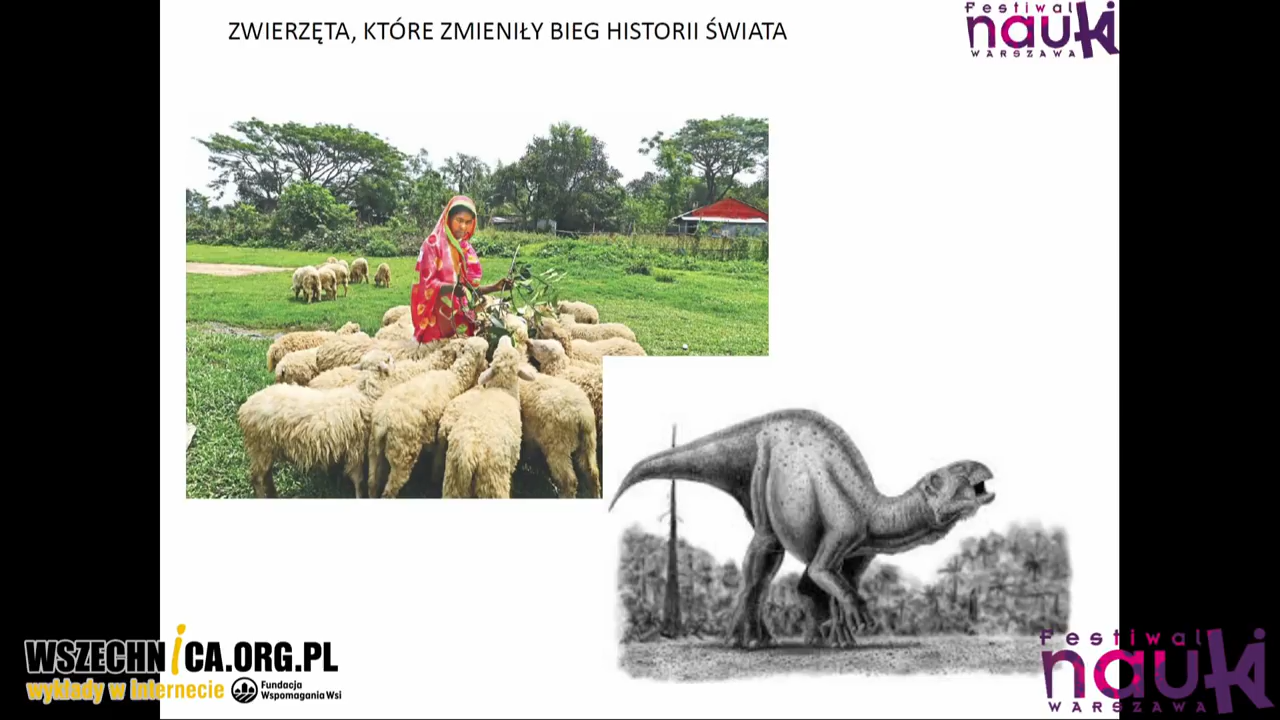 ZWIERZĘTA, KTÓRE ZMIENIŁY BIEG HISTORII ŚWIATA
Festiwal
nauki
WARSZAWA
WSZECHNiCA.ORG.PL
wykłady w internecie
Fundacja
Wspomagania Wsi
Festiwal
nauki
WARSZAWA